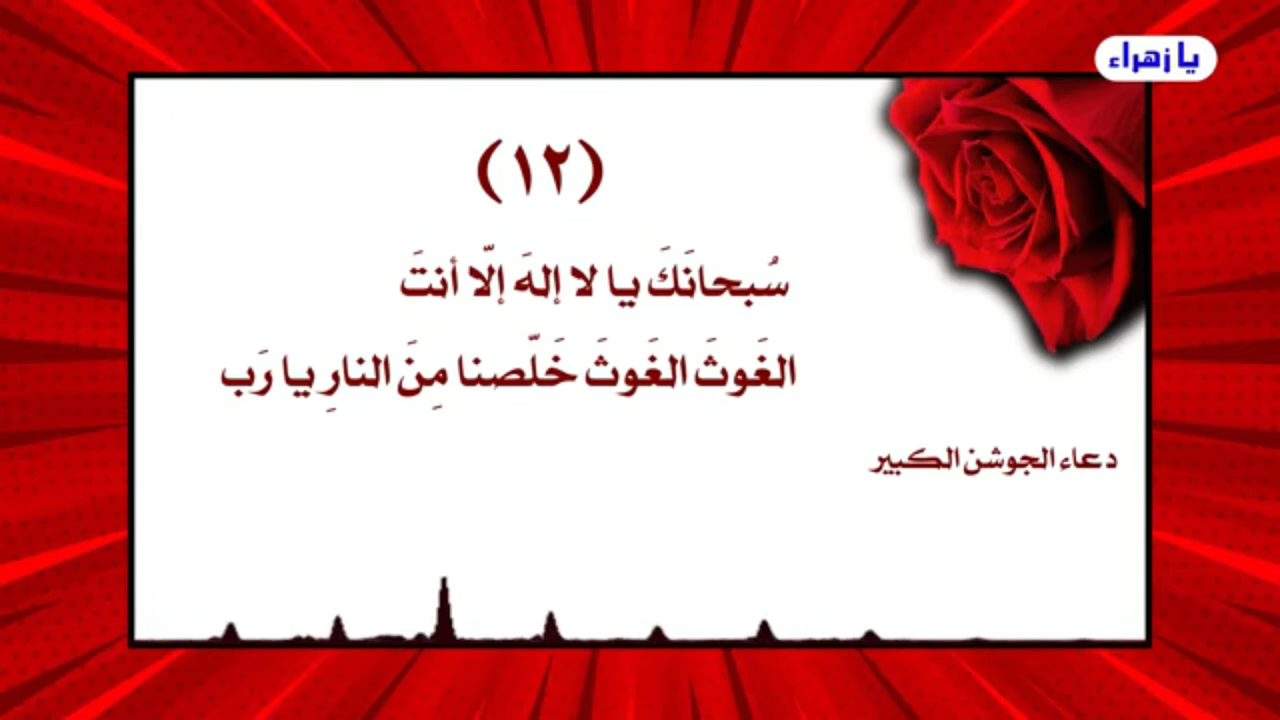 يا زهراء
(١٢)
سُبحانَكَ يا لا إلهَ إلّا أنتَ
الغَوثَ الغَوثَ خَلّصنا مِنَ النارِ يا رَب
دعاء الجوشن الكبير